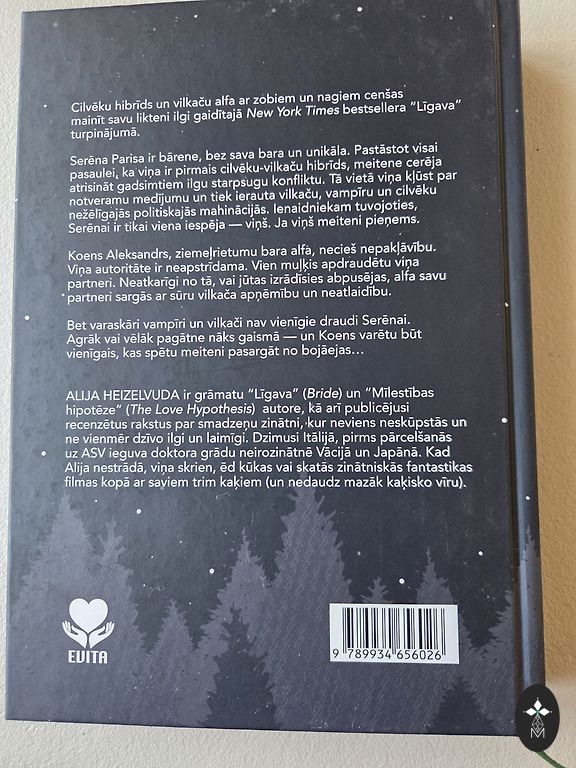 Cilvēku hibrīds un vilkaču alfa ar zobiem un nagiem cenšas
mainīt savu likteni ilgi gaidītajā New York Times bestsellera “Līgava”
turpinājumā.
Serēna Parisa ir bārene, bez sava bara un unikāla. Pastāstot visai
pasaulei, ka viņa ir pirmais cilvēku-vilkaču hibrīds, meitene cerēja
atrisināt gadsimtiem ilgu starpsugu konfliktu. Tā vietā viņa kļūst par
notveramu medījumu un tiek ierauta vilkaču, vampīru un cilvēku
neželīgajās politiskajās mahinācijās. Ienaidniekam tuvojoties,
Serēnai ir tikai viena iespēja — viņš. Ja viņš meiteni pieņems.
Koens Aleksandrs, ziemeļrietumu bara alfa, necieš nepakļāvību.
Viņa autoritāte ir neapstrīdama. Vien muļķis apdraudētu viņa
partneri. Neatkarīgi no tā, vai jūtas izrādīsies abpusējas, alfa savu
partneri sargās ar sūru vilkača apņēmību un neatlaidību.
Bet varaskāri vampīri un vilkači nav vienīgie draudi Serēnai.
Agrāk vai vēlāk pagātne nāks gaismā — un Koens varētu būt
vienīgais, kas spētu meiteni pasargāt no bojāejas…
ALIJA HEIZELVUDA ir grāmatu “Līgava” (Bride) un “Mīlestības
hipotēze” (The Love Hypothesis) autore, kā arī publicējusi
recenzētus rakstus par smadzeņu zinātni, kur neviens neskūpstās un
ne vienmēr dzīvo ilgi un laimīgi. Dzimusi Itālijā, pirms pārcelšanās
uz ASV ieguva doktora grādu neirozinātnē Vācijā un Japānā. Kad
Alija nestrādā, viņa skrien, ēd kūkas vai skatās zinātniskās fantastikas
filmas kopā ar saviem trim kaķiem (un nedaudz mazāk kaķisko vīru).
EVITA
9 789934 656026
M